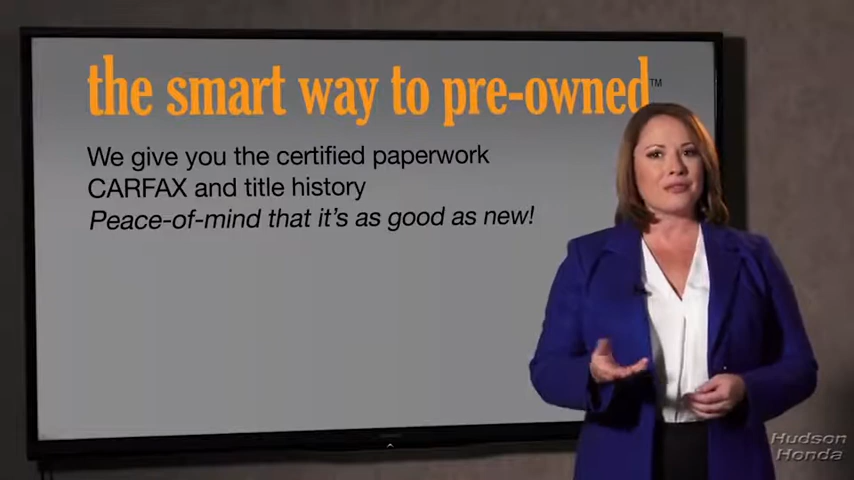 the smart way to pre-owned™
We give you the certified paperwork
CARFAX and title history
Peace-of-mind that it's as good as new!
Hudson
Honda